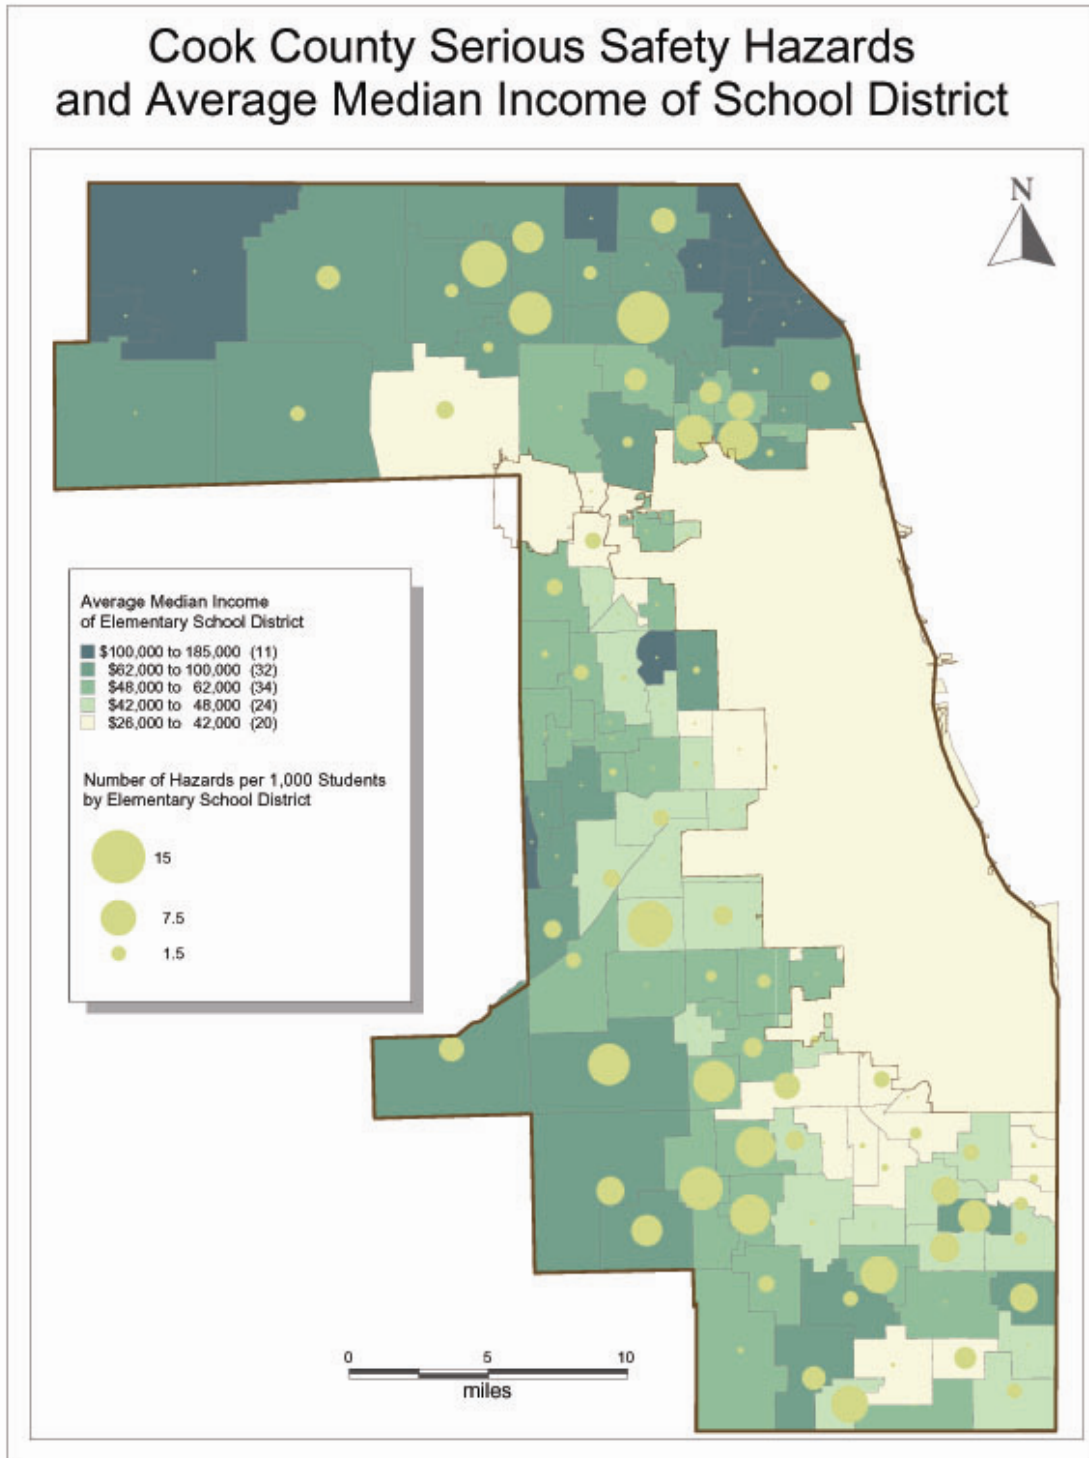 Cook County Serious Safety Hazards
and Average Median Income of School District
N
Average Median Income
of Elementary School District
$100,000 to 185,000 (11)
$62,000 to 100,000 (32)
$48,000 to 62,000 (34)
$42,000 to 48,000 (24)
$26,000 to 42,000 (20)
Number of Hazards per 1,000 Students
by Elementary School District
15
7.5
1.5
0 5 10
miles